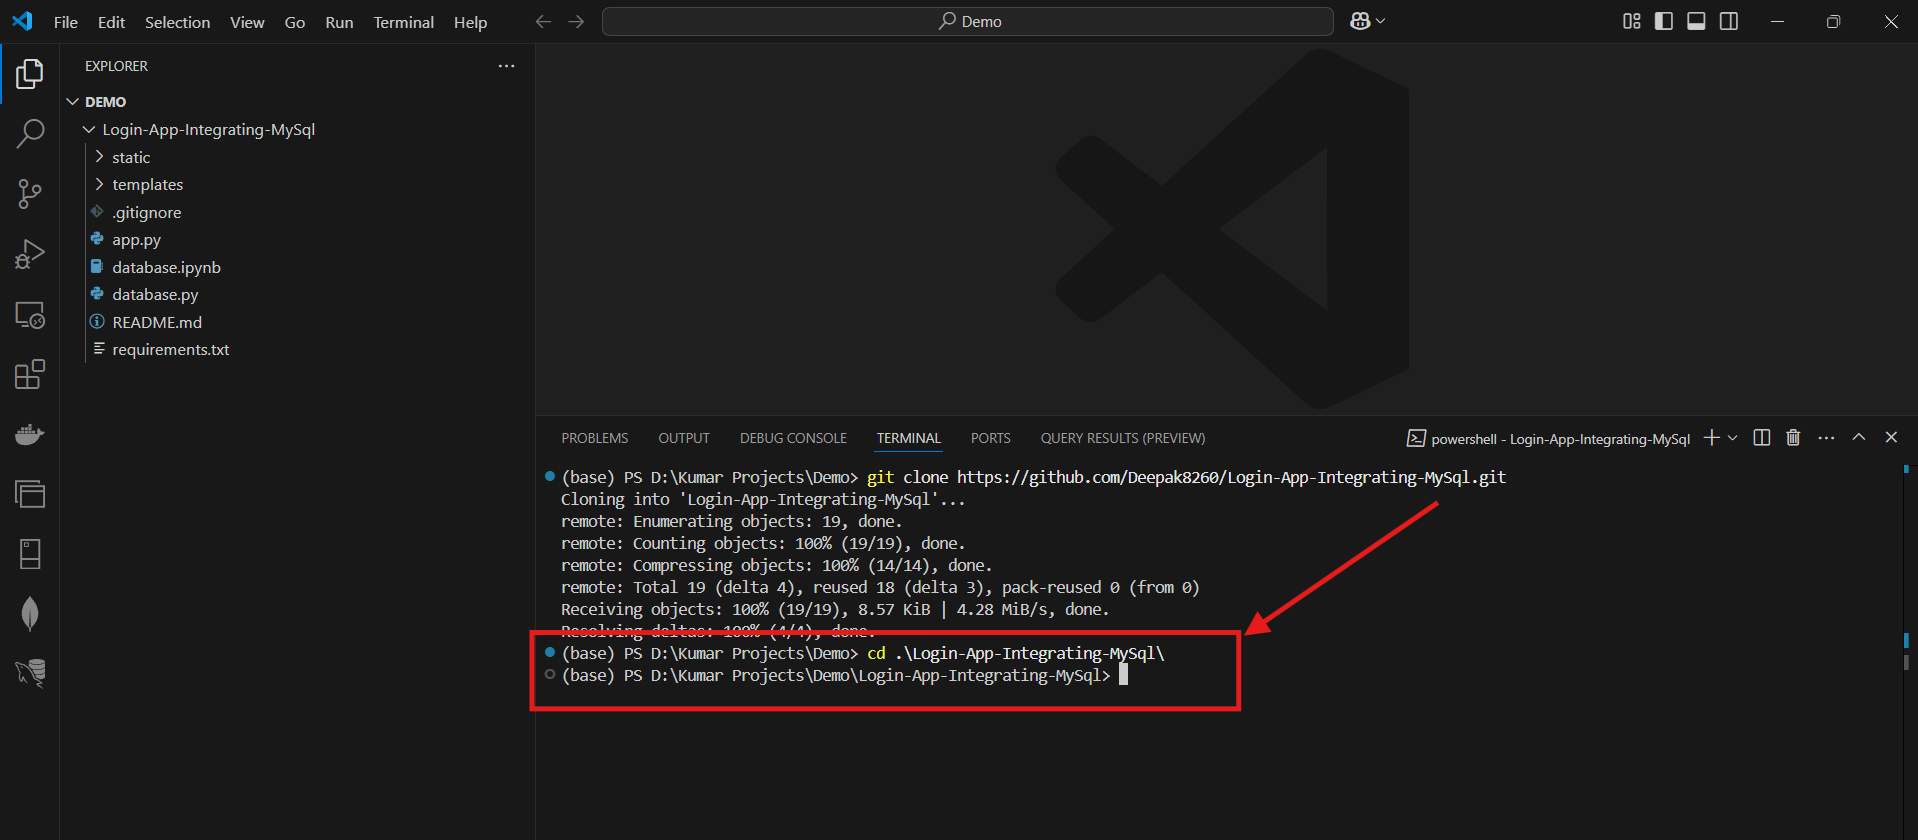 File Edit Selection View Go Run Terminal Help
Demo
EXPLORER
DEMO
Login-App-Integrating-MySql
static
templates
.gitignore
app.py
database.ipynb
database.py
README.md
requirements.txt
PROBLEMS OUTPUT DEBUG CONSOLE TERMINAL PORTS QUERY RESULTS (PREVIEW)
powershell - Login-App-Integrating-MySql
(base) PS D:\Kumar Projects\Demo> git clone https://github.com/Deepak8260/Login-App-Integrating-MySql.git
Cloning into 'Login-App-Integrating-MySql'...
remote: Enumerating objects: 19, done.
remote: Counting objects: 100% (19/19), done.
remote: Compressing objects: 100% (14/14), done.
remote: Total 19 (delta 4), reused 18 (delta 3), pack-reused 0 (from 0)
Receiving objects: 100% (19/19), 8.57 KiB | 4.28 MiB/s, done.
Resolving deltas: 100% (4/4), done.
(base) PS D:\Kumar Projects\Demo> cd .\Login-App-Integrating-MySql\
(base) PS D:\Kumar Projects\Demo\Login-App-Integrating-MySql>